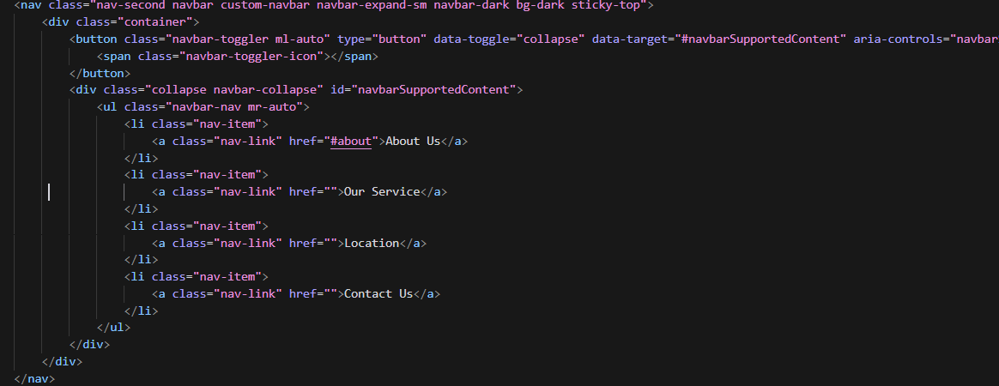 <nav class="nav-second navbar custom-navbar navbar-expand-sm navbar-dark bg-dark sticky-top">
<div class="container">
<button class="navbar-toggler ml-auto" type="button" data-toggle="collapse" data-target="#navbarSupportedContent" aria-controls="navbar
<span class="navbar-toggler-icon"></span>
</button>
<div class="collapse navbar-collapse" id="navbarSupportedContent">
<ul class="navbar-nav mr-auto">
<li class="nav-item">
<a class="nav-link" href="#about">About Us</a>
</li>
<li class="nav-item">
<a class="nav-link" href="">Our Service</a>
</li>
<li class="nav-item">
<a class="nav-link" href="">Location</a>
</li>
<li class="nav-item">
<a class="nav-link" href="">Contact Us</a>
</li>
</ul>
</div>
</div>
</nav>